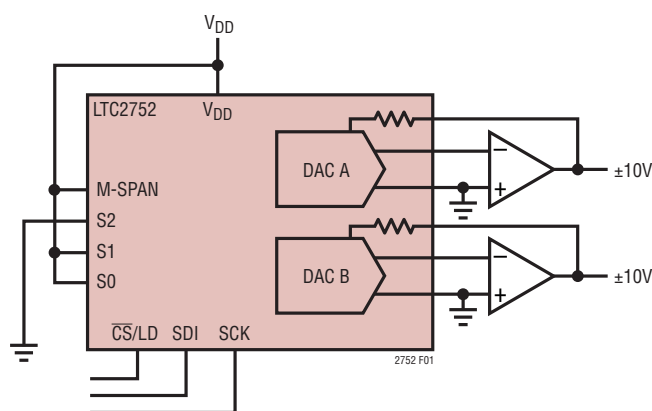 VDD
LTC2752
VDD
DAC A
−
+
±10V
M-SPAN
S2
S1
S0
DAC B
−
+
±10V
CS/LD SDI SCK
2752 F01